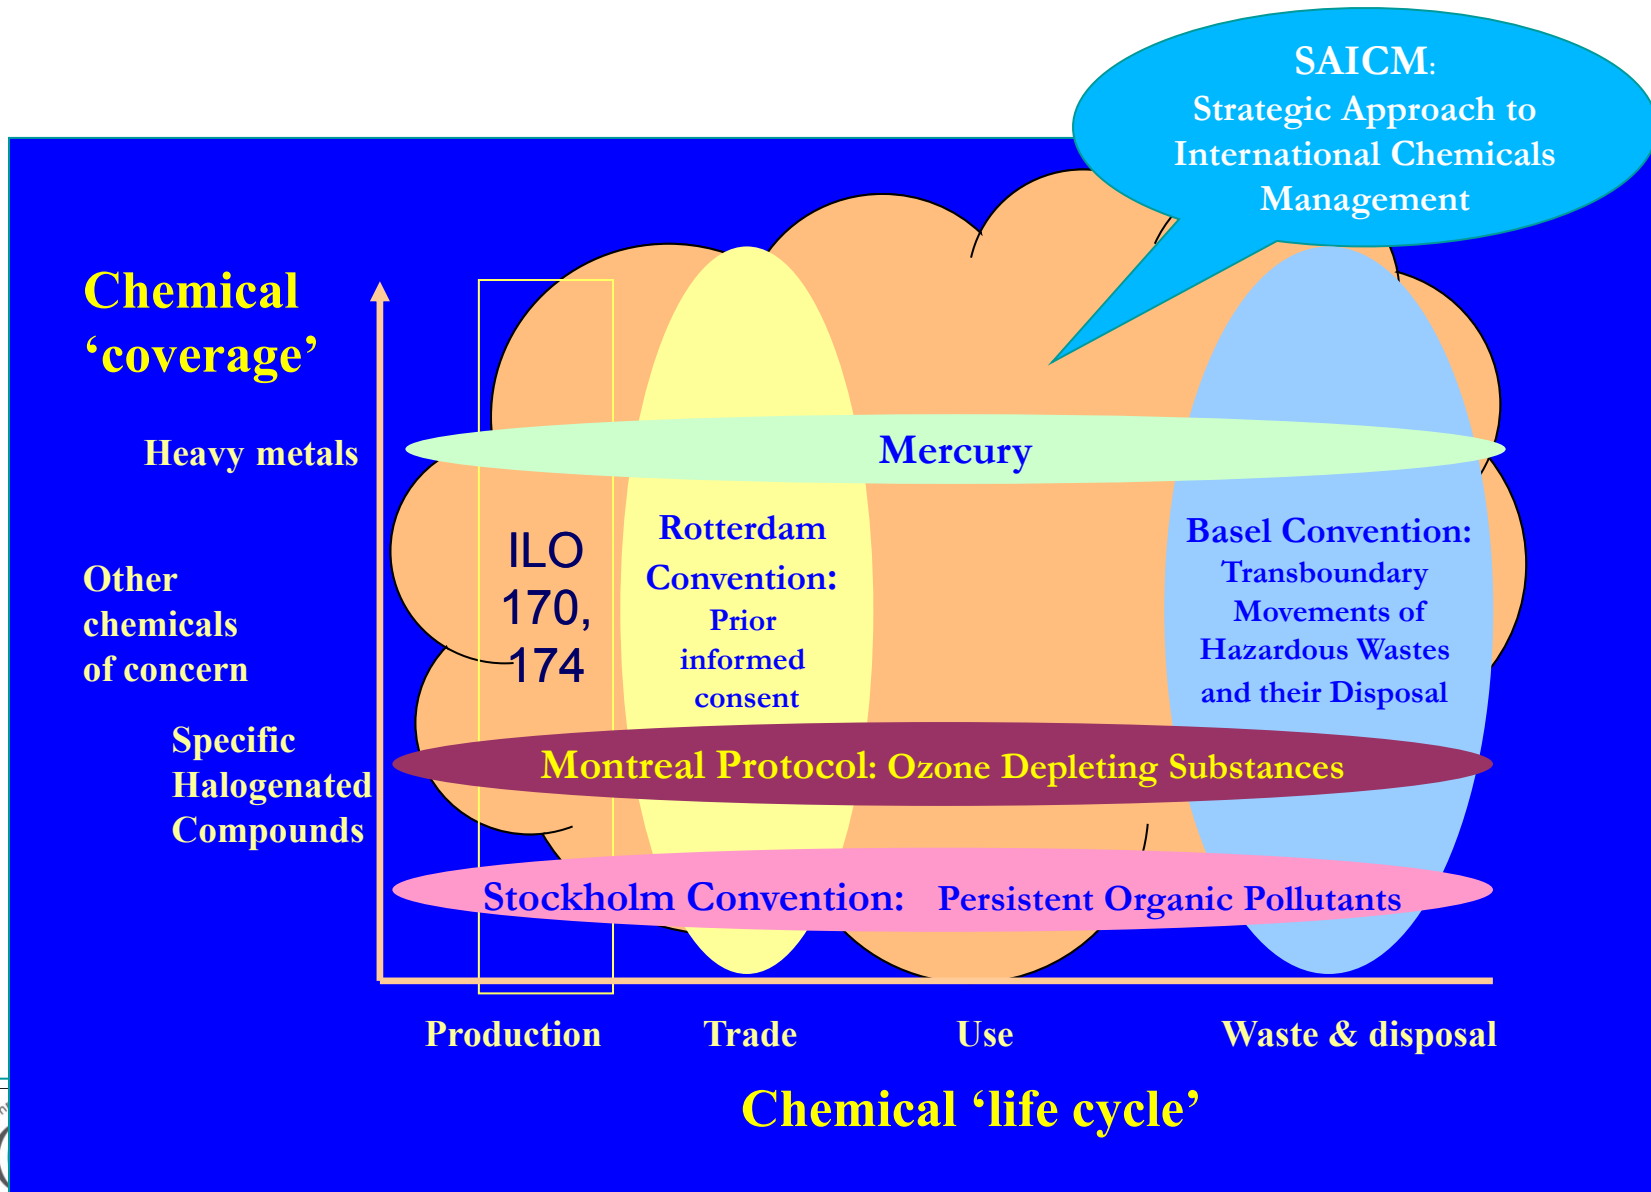 SAICM:
Strategic Approach to
International Chemicals
Management
Chemical
‘coverage’
Heavy metals
Mercury
Other
chemicals
of concern
ILO
170,
174
Rotterdam
Convention:
Prior
informed
consent
Basel Convention:
Transboundary
Movements of
Hazardous Wastes
and their Disposal
Specific
Halogenated
Compounds
Montreal Protocol: Ozone Depleting Substances
Stockholm Convention: Persistent Organic Pollutants
Production
Trade
Use
Waste & disposal
Chemical ‘life cycle’